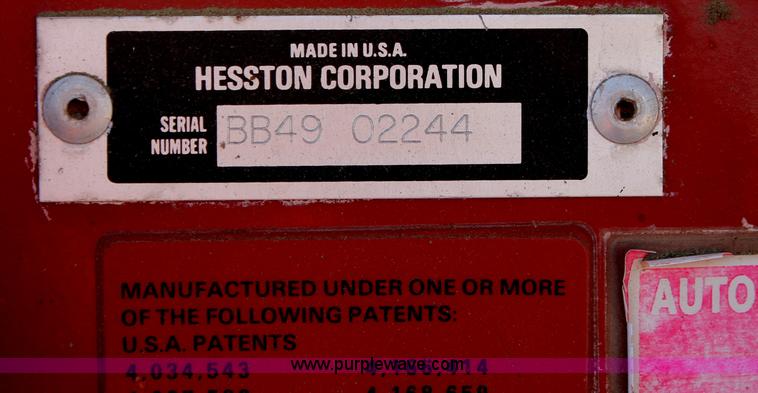 MADE IN U.S.A.
HESSTON CORPORATION
SERIAL
NUMBER
BB49 02244
MANUFACTURED UNDER ONE OR MORE
OF THE FOLLOWING PATENTS:
U.S.A. PATENTS
4,034,543
www.purplewave.com
AUTO